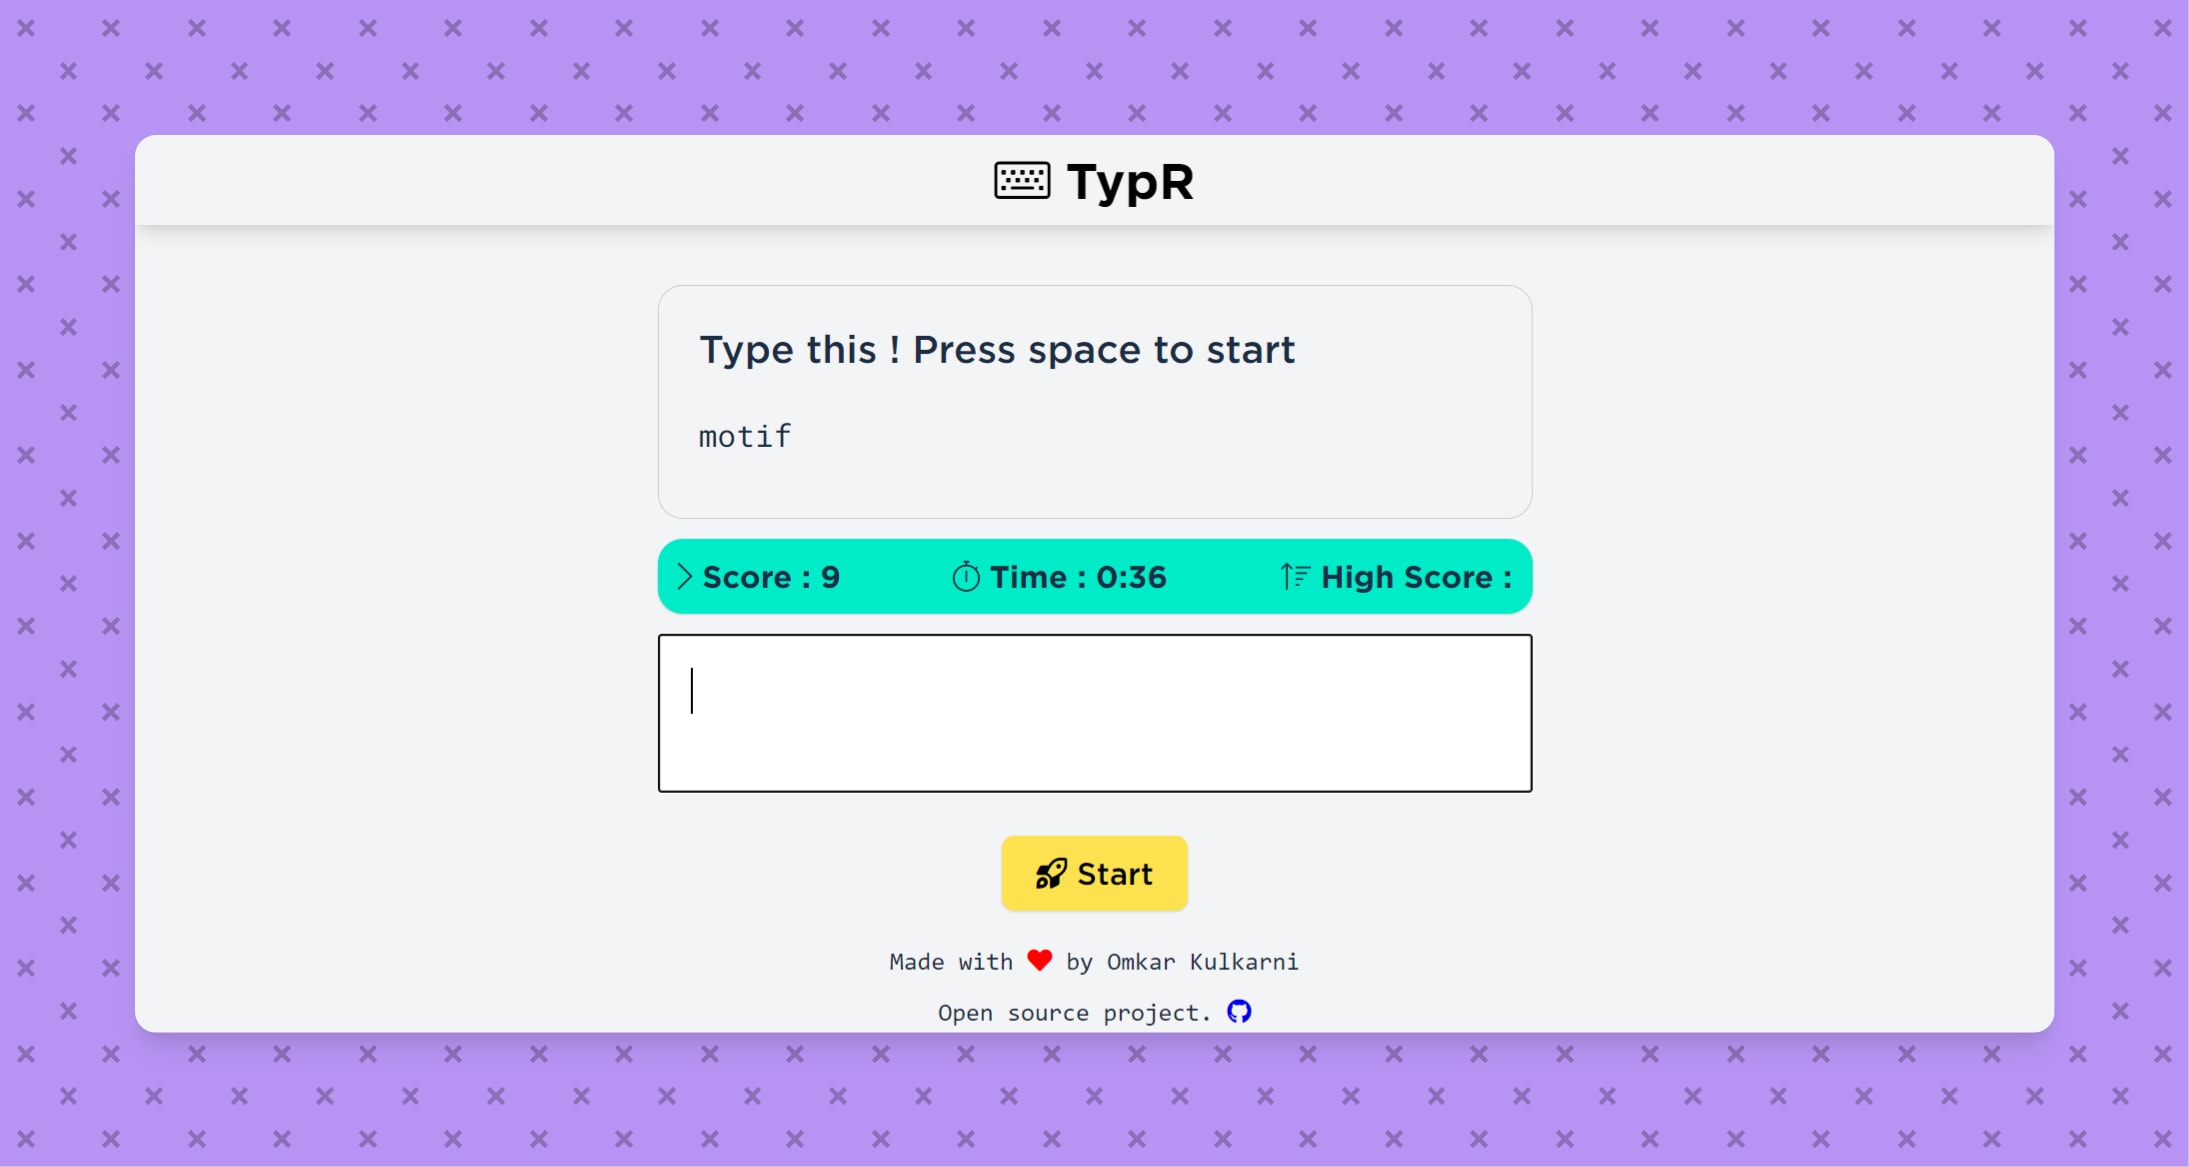 TypR
Type this ! Press space to start
motif
Score : 9 Time : 0:36 High Score :
Start
Made with ❤ by Omkar Kulkarni
Open source project.